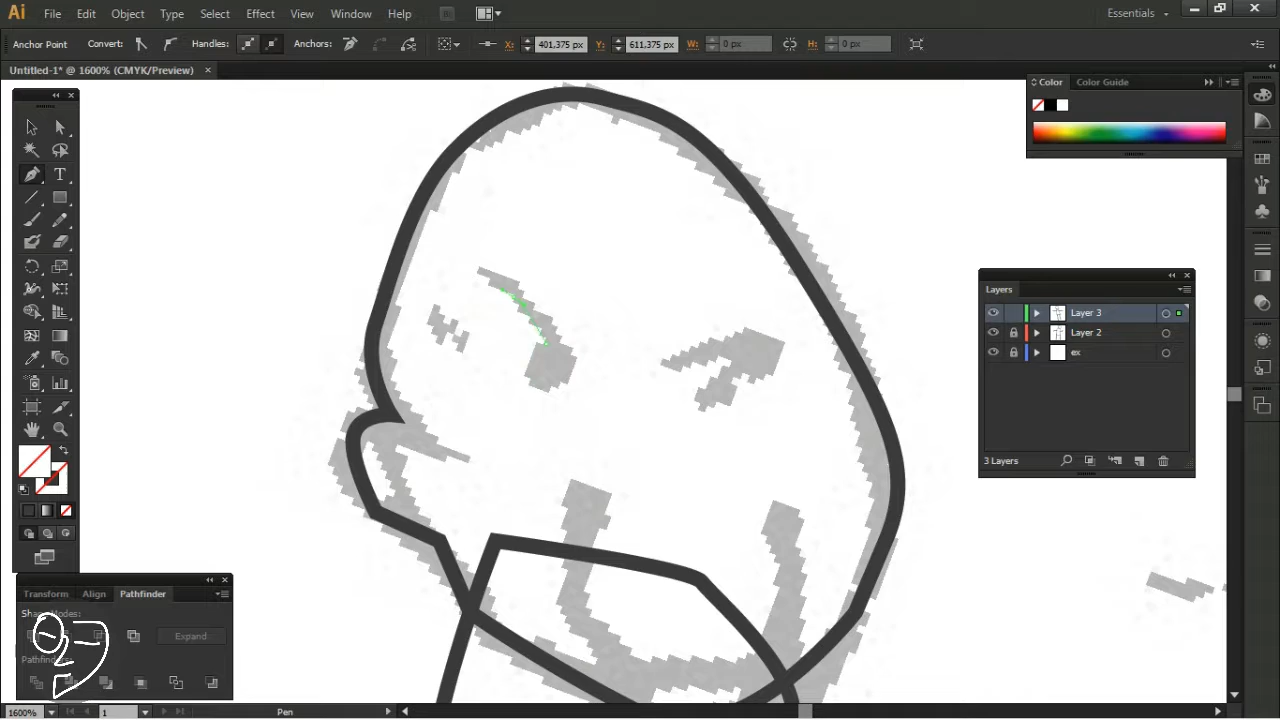 Ai File Edit Object Type Select Effect View Window Help Br Essentials
Anchor Point Convert: Handles: Anchors: X: 401,375 px Y: 611,375 px W: 0 px H: 0 px
Untitled-1* @ 1600% (CMYK/Preview) ×
Color Color Guide
T
Layers
Layer 3
Layer 2
ex
3 Layers
Transform Align Pathfinder
Expand
Pathfinders:
1600% 1 Pen